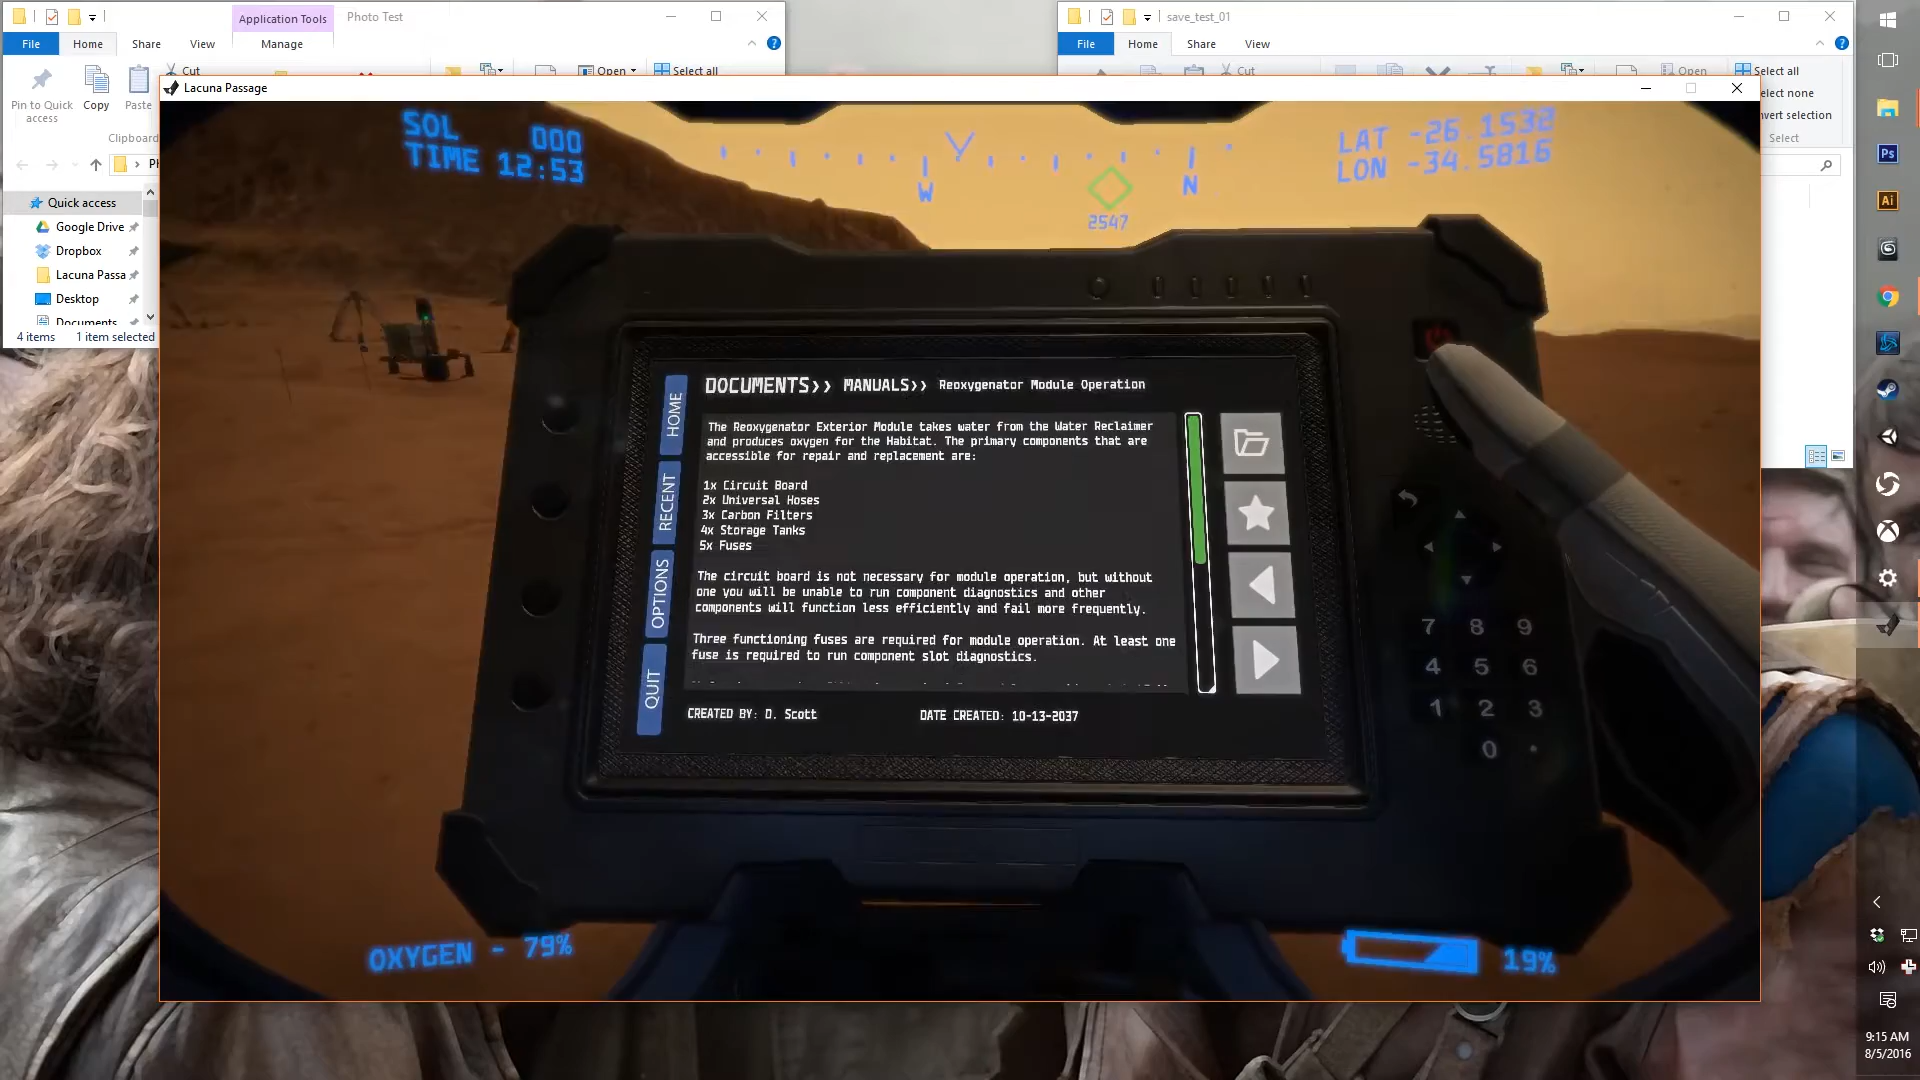 Application Tools
Photo Test
File
Home
Share
View
Manage
Cut
Open
Select all
Pin to Quick access
Copy
Paste
Clipboard
Quick access
Google Drive
Dropbox
Lacuna Passa
Desktop
Documents
4 items
1 item selected
save_test_01
File
Home
Share
View
Cut
Open
Select all
Select
Lacuna Passage
SOL 000
TIME 12:53
W
N
2547
LAT -26.1532
LON -34.5816
HOME
RECENT
OPTIONS
QUIT
DOCUMENTS>> MANUALS>> Reoxygenator Module Operation
The Reoxygenator Exterior Module takes water from the Water Reclaimer
and produces oxygen for the Habitat. The primary components that are
accessible for repair and replacement are:
1x Circuit Board
2x Universal Hoses
3x Carbon Filters
4x Storage Tanks
5x Fuses
The circuit board is not necessary for module operation, but without
one you will be unable to run component diagnostics and other
components will function less efficiently and fail more frequently.
Three functioning fuses are required for module operation. At least one
fuse is required to run component slot diagnostics.
CREATED BY: D. Scott
DATE CREATED: 10-13-2037
7 8 9
4 5 6
1 2 3
0 .
OXYGEN - 79%
19%
Ps
Ai
9:15 AM
8/5/2016